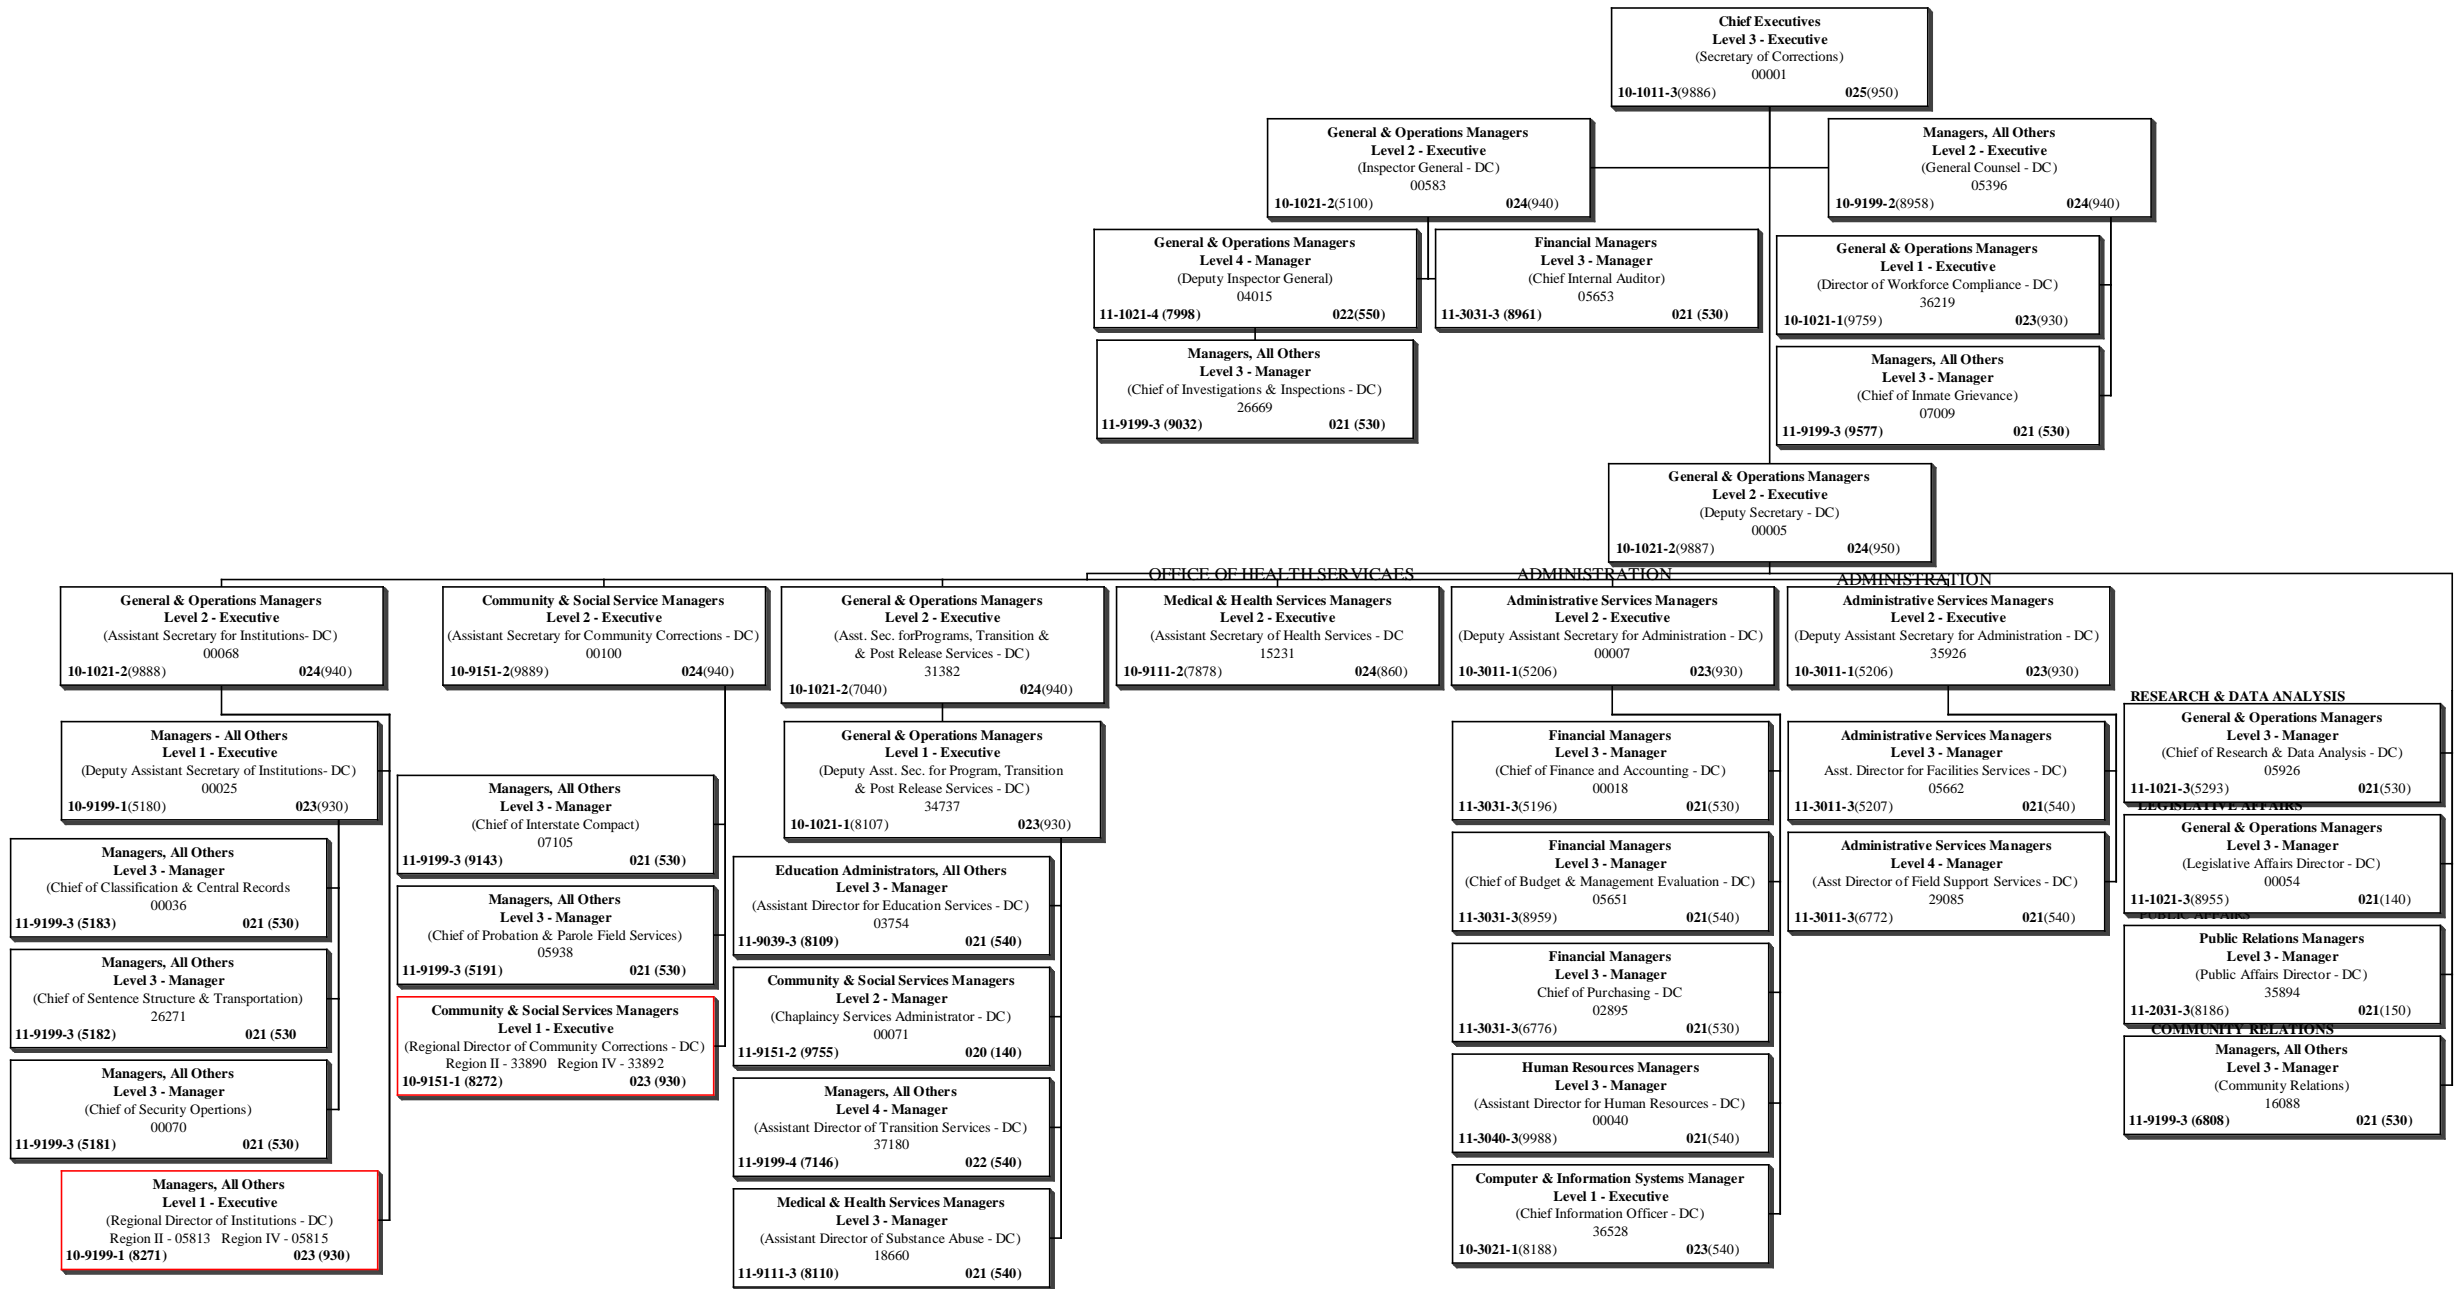 Chief Executives
Level 3 - Executive
(Secretary of Corrections)
00001
10-1011-3(9886) 025(950)
General & Operations Managers
Level 2 - Executive
(Inspector General - DC)
00583
10-1021-2(5100) 024(940)
Managers, All Others
Level 2 - Executive
(General Counsel - DC)
05396
10-9199-2(8958) 024(940)
General & Operations Managers
Level 4 - Manager
(Deputy Inspector General)
04015
11-1021-4 (7998) 022(550)
Financial Managers
Level 3 - Manager
(Chief Internal Auditor)
05653
11-3031-3 (8961) 021 (530)
General & Operations Managers
Level 1 - Executive
(Director of Workforce Compliance - DC)
36219
10-1021-1(9759) 023(930)
Managers, All Others
Level 3 - Manager
(Chief of Investigations & Inspections - DC)
26669
11-9199-3 (9032) 021 (530)
Managers, All Others
Level 3 - Manager
(Chief of Inmate Grievance)
07009
11-9199-3 (9577) 021 (530)
General & Operations Managers
Level 2 - Executive
(Deputy Secretary - DC)
00005
10-1021-2(9887) 024(950)
OFFICE OF HEALTH SERVICAES
ADMINISTRATION
ADMINISTRATION
General & Operations Managers
Level 2 - Executive
(Assistant Secretary for Institutions- DC)
00068
10-1021-2(9888) 024(940)
Community & Social Service Managers
Level 2 - Executive
(Assistant Secretary for Community Corrections - DC)
00100
10-9151-2(9889) 024(940)
General & Operations Managers
Level 2 - Executive
(Asst. Sec. forPrograms, Transition &
& Post Release Services - DC)
31382
10-1021-2(7040) 024(940)
Medical & Health Services Managers
Level 2 - Executive
(Assistant Secretary of Health Services - DC
15231
10-9111-2(7878) 024(860)
Administrative Services Managers
Level 2 - Executive
(Deputy Assistant Secretary for Administration - DC)
00007
10-3011-1(5206) 023(930)
Administrative Services Managers
Level 2 - Executive
(Deputy Assistant Secretary for Administration - DC)
35926
10-3011-1(5206) 023(930)
Managers - All Others
Level 1 - Executive
(Deputy Assistant Secretary of Institutions- DC)
00025
10-9199-1(5180) 023(930)
Managers, All Others
Level 3 - Manager
(Chief of Classification & Central Records
00036
11-9199-3 (5183) 021 (530)
Managers, All Others
Level 3 - Manager
(Chief of Sentence Structure & Transportation)
26271
11-9199-3 (5182) 021 (530
Managers, All Others
Level 3 - Manager
(Chief of Security Opertions)
00070
11-9199-3 (5181) 021 (530)
Managers, All Others
Level 1 - Executive
(Regional Director of Institutions - DC)
Region II - 05813 Region IV - 05815
10-9199-1 (8271) 023 (930)
Managers, All Others
Level 3 - Manager
(Chief of Interstate Compact)
07105
11-9199-3 (9143) 021 (530)
Managers, All Others
Level 3 - Manager
(Chief of Probation & Parole Field Services)
05938
11-9199-3 (5191) 021 (530)
Community & Social Services Managers
Level 1 - Executive
(Regional Director of Community Corrections - DC)
Region II - 33890 Region IV - 33892
10-9151-1 (8272) 023 (930)
General & Operations Managers
Level 1 - Executive
(Deputy Asst. Sec. for Program, Transition
& Post Release Services - DC)
34737
10-1021-1(8107) 023(930)
Education Administrators, All Others
Level 3 - Manager
(Assistant Director for Education Services - DC)
03754
11-9039-3 (8109) 021 (540)
Community & Social Services Managers
Level 2 - Manager
(Chaplaincy Services Administrator - DC)
00071
11-9151-2 (9755) 020 (140)
Managers, All Others
Level 4 - Manager
(Assistant Director of Transition Services - DC)
37180
11-9199-4 (7146) 022 (540)
Medical & Health Services Managers
Level 3 - Manager
(Assistant Director of Substance Abuse - DC)
18660
11-9111-3 (8110) 021 (540)
Financial Managers
Level 3 - Manager
(Chief of Finance and Accounting - DC)
00018
11-3031-3(5196) 021(530)
Financial Managers
Level 3 - Manager
(Chief of Budget & Management Evaluation - DC)
05651
11-3031-3(8959) 021(540)
Financial Managers
Level 3 - Manager
Chief of Purchasing - DC
02895
11-3031-3(6776) 021(530)
Human Resources Managers
Level 3 - Manager
(Assistant Director for Human Resources - DC)
00040
11-3040-3(9988) 021(540)
Computer & Information Systems Manager
Level 1 - Executive
(Chief Information Officer - DC)
36528
10-3021-1(8188) 023(540)
Administrative Services Managers
Level 3 - Manager
Asst. Director for Facilities Services - DC)
05662
11-3011-3(5207) 021(540)
Administrative Services Managers
Level 4 - Manager
(Asst Director of Field Support Services - DC)
29085
11-3011-3(6772) 021(540)
RESEARCH & DATA ANALYSIS
General & Operations Managers
Level 3 - Manager
(Chief of Research & Data Analysis - DC)
05926
11-1021-3(5293) 021(530)
LEGISLATIVE AFFAIRS
General & Operations Managers
Level 3 - Manager
(Legislative Affairs Director - DC)
00054
11-1021-3(8955) 021(140)
PUBLIC AFFAIRS
Public Relations Managers
Level 3 - Manager
(Public Affairs Director - DC)
35894
11-2031-3(8186) 021(150)
COMMUNITY RELATIONS
Managers, All Others
Level 3 - Manager
(Community Relations)
16088
11-9199-3 (6808) 021 (530)